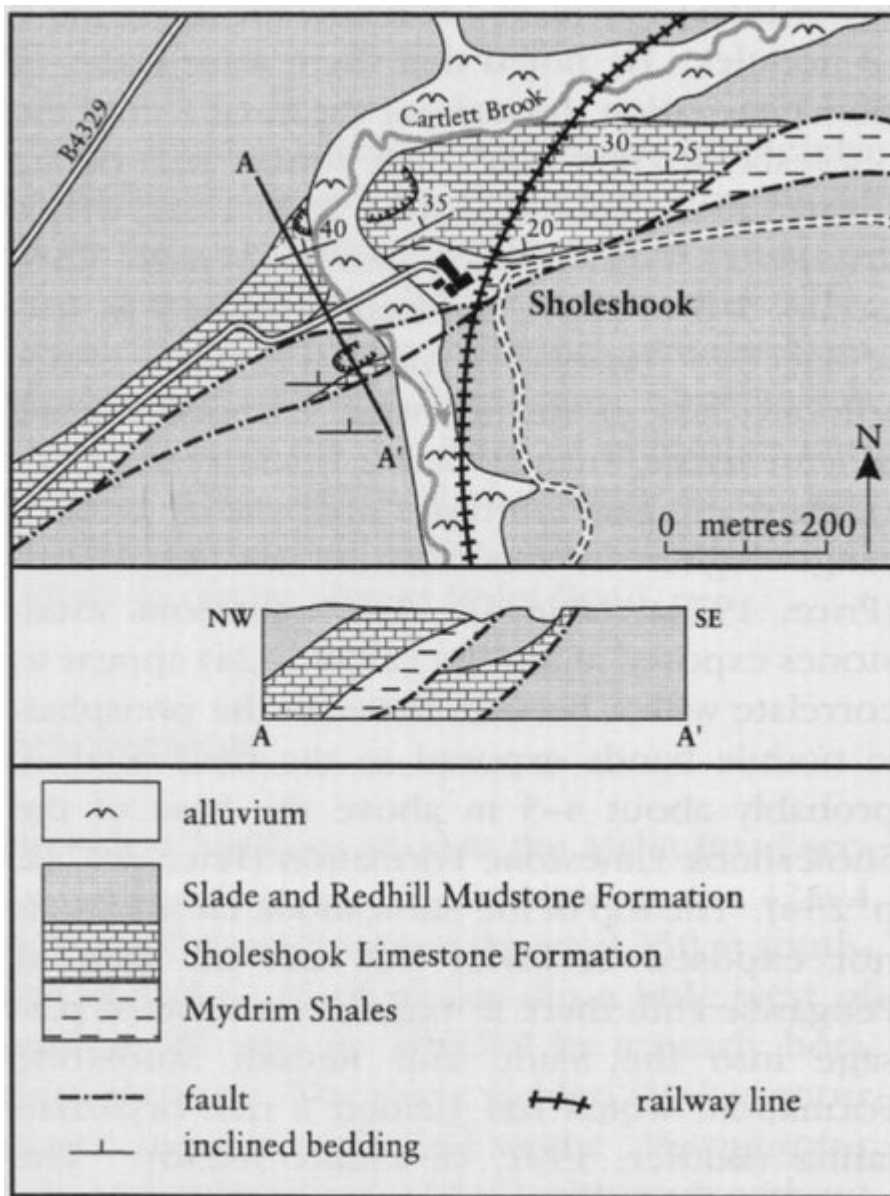 B4329
Cartlett Brook
A
30
25
35
40
20
Sholeshook
A'
N
0 metres 200
NW
SE
A
A'
alluvium
Slade and Redhill Mudstone Formation
Sholeshook Limestone Formation
Mydrim Shales
fault
railway line
inclined bedding